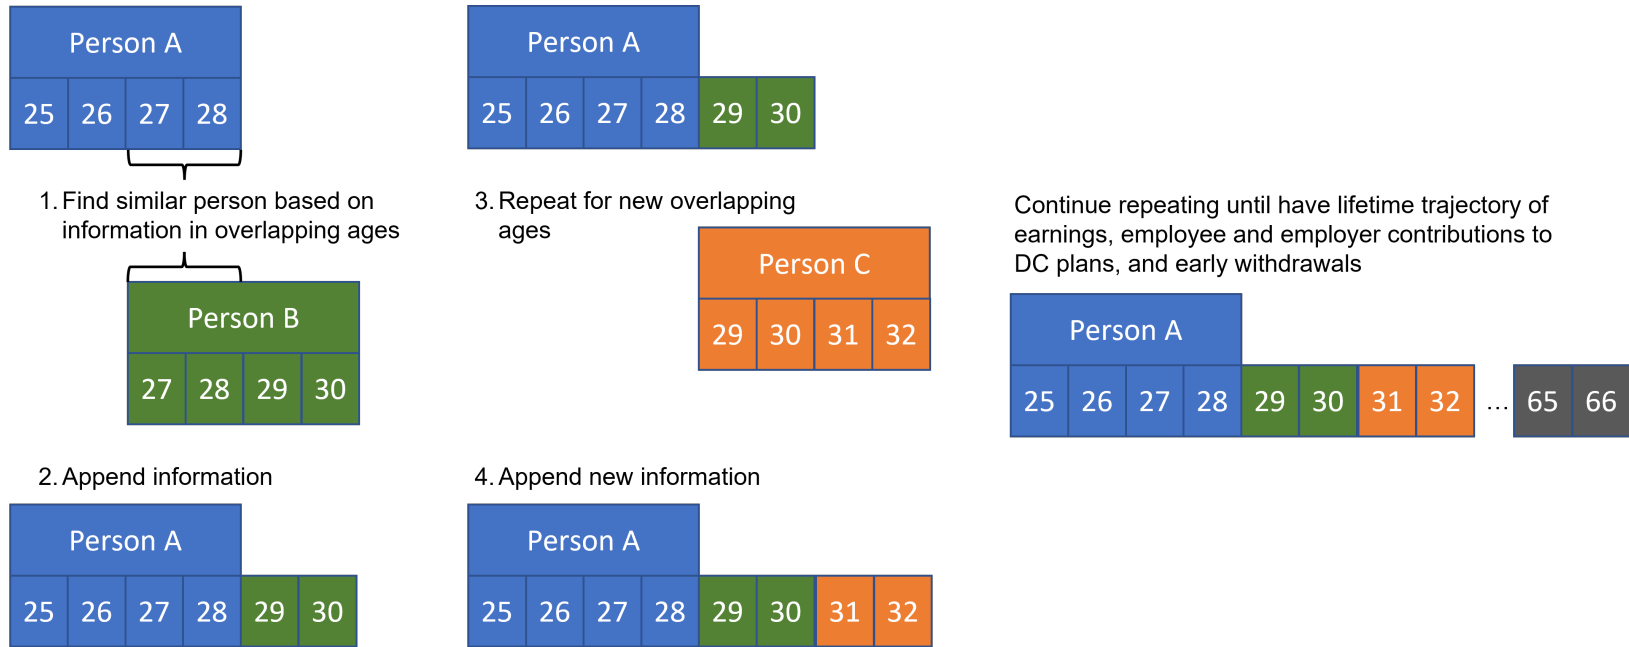 Person A
25 26 27 28
1. Find similar person based on
information in overlapping ages
Person B
27 28 29 30
2. Append information
Person A
25 26 27 28 29 30
Person A
25 26 27 28 29 30
3. Repeat for new overlapping
ages
Person C
29 30 31 32
4. Append new information
Person A
25 26 27 28 29 30 31 32
Continue repeating until have lifetime trajectory of
earnings, employee and employer contributions to
DC plans, and early withdrawals
Person A
25 26 27 28 29 30 31 32 ... 65 66